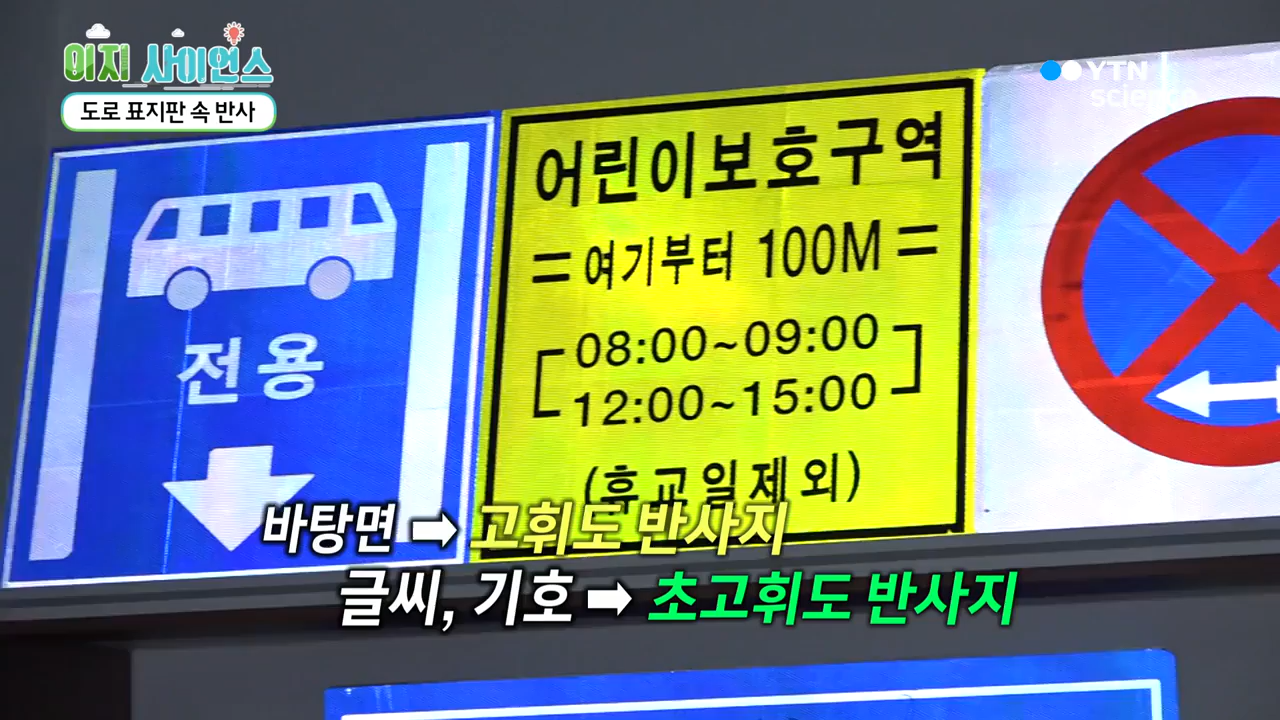 이지 사이언스
도로 표지판 속 반사
YTN
science
전용
어린이보호구역
= 여기부터 100M =
08:00~09:00
12:00~15:00
(휴교일제외)
바탕면 ➡ 고휘도 반사지
글씨, 기호 ➡ 초고휘도 반사지